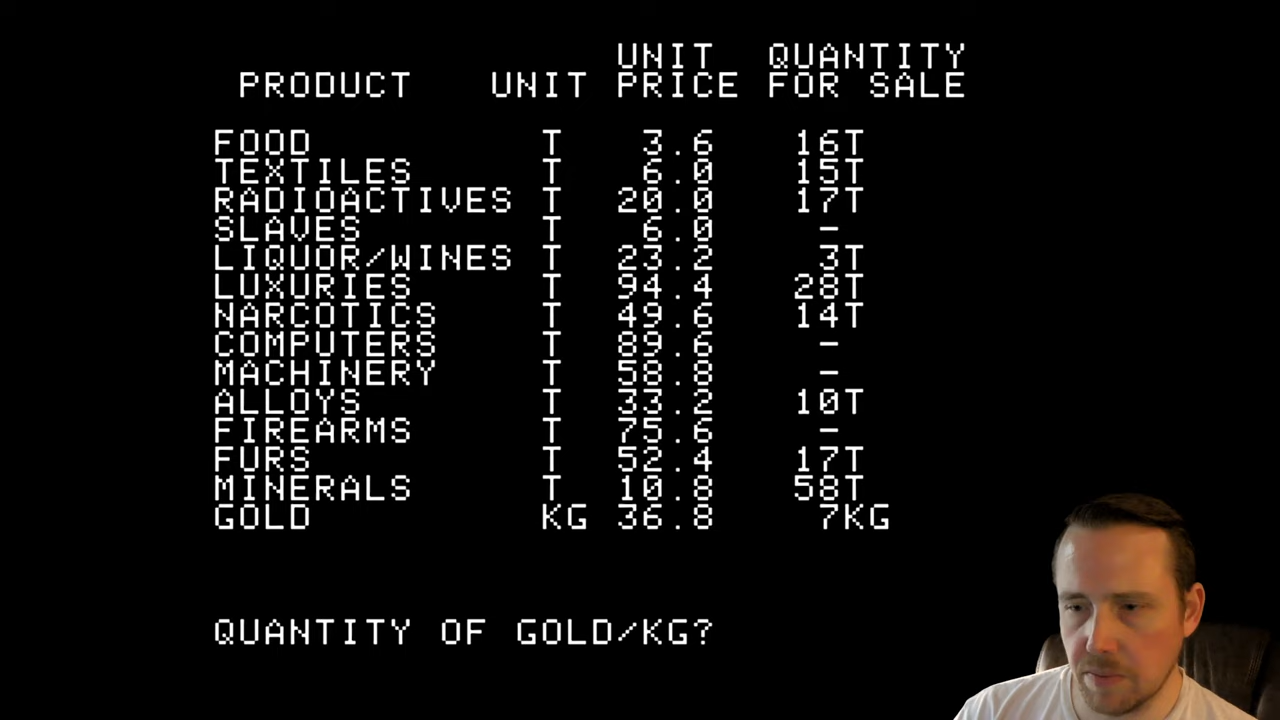 UNIT QUANTITY
PRODUCT UNIT PRICE FOR SALE
FOOD T 3.6 16T
TEXTILES T 6.0 15T
RADIOACTIVES T 20.0 17T
SLAVES T 6.0 -
LIQUOR/WINES T 23.2 3T
LUXURIES T 94.4 28T
NARCOTICS T 49.6 14T
COMPUTERS T 89.6 -
MACHINERY T 58.8 -
ALLOYS T 33.2 10T
FIREARMS T 75.6 -
FURS T 52.4 17T
MINERALS T 10.8 58T
GOLD KG 36.8 7KG
QUANTITY OF GOLD/KG?